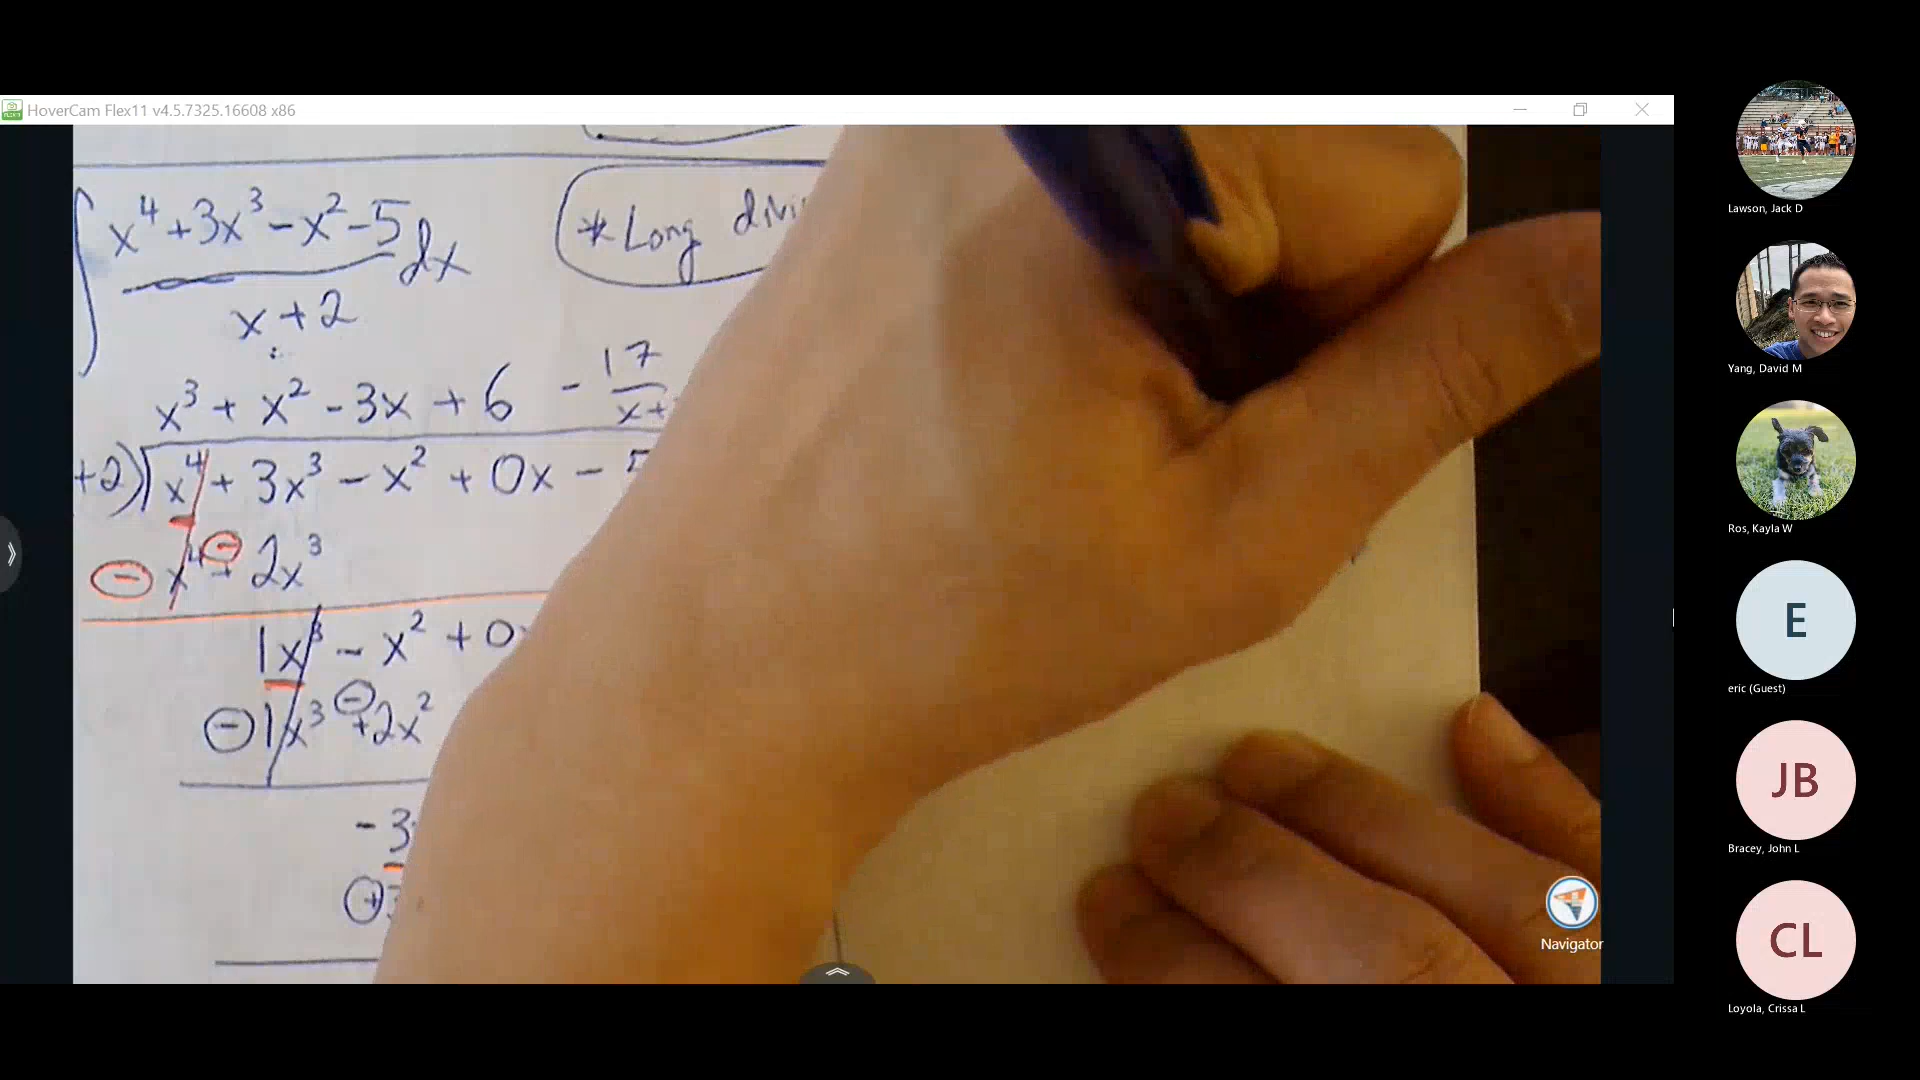 HoverCam Flex11 v4.5.7325.16608 x86
∫ x⁴+3x³-x²-5 dx
x+2
*Long
x³ + x² - 3x + 6 - 17
x+
+2) x⁴ + 3x³ - x² + 0x - 5
⊖ x⁴ ⊖ + 2x³
1x³ - x² + 0
⊖ 1x³ ⊖ +2x²
-3
⊕
Navigator
Lawson, Jack D
Yang, David M
Ros, Kayla W
E
eric (Guest)
JB
Bracey, John L
CL
Loyola, Crissa L